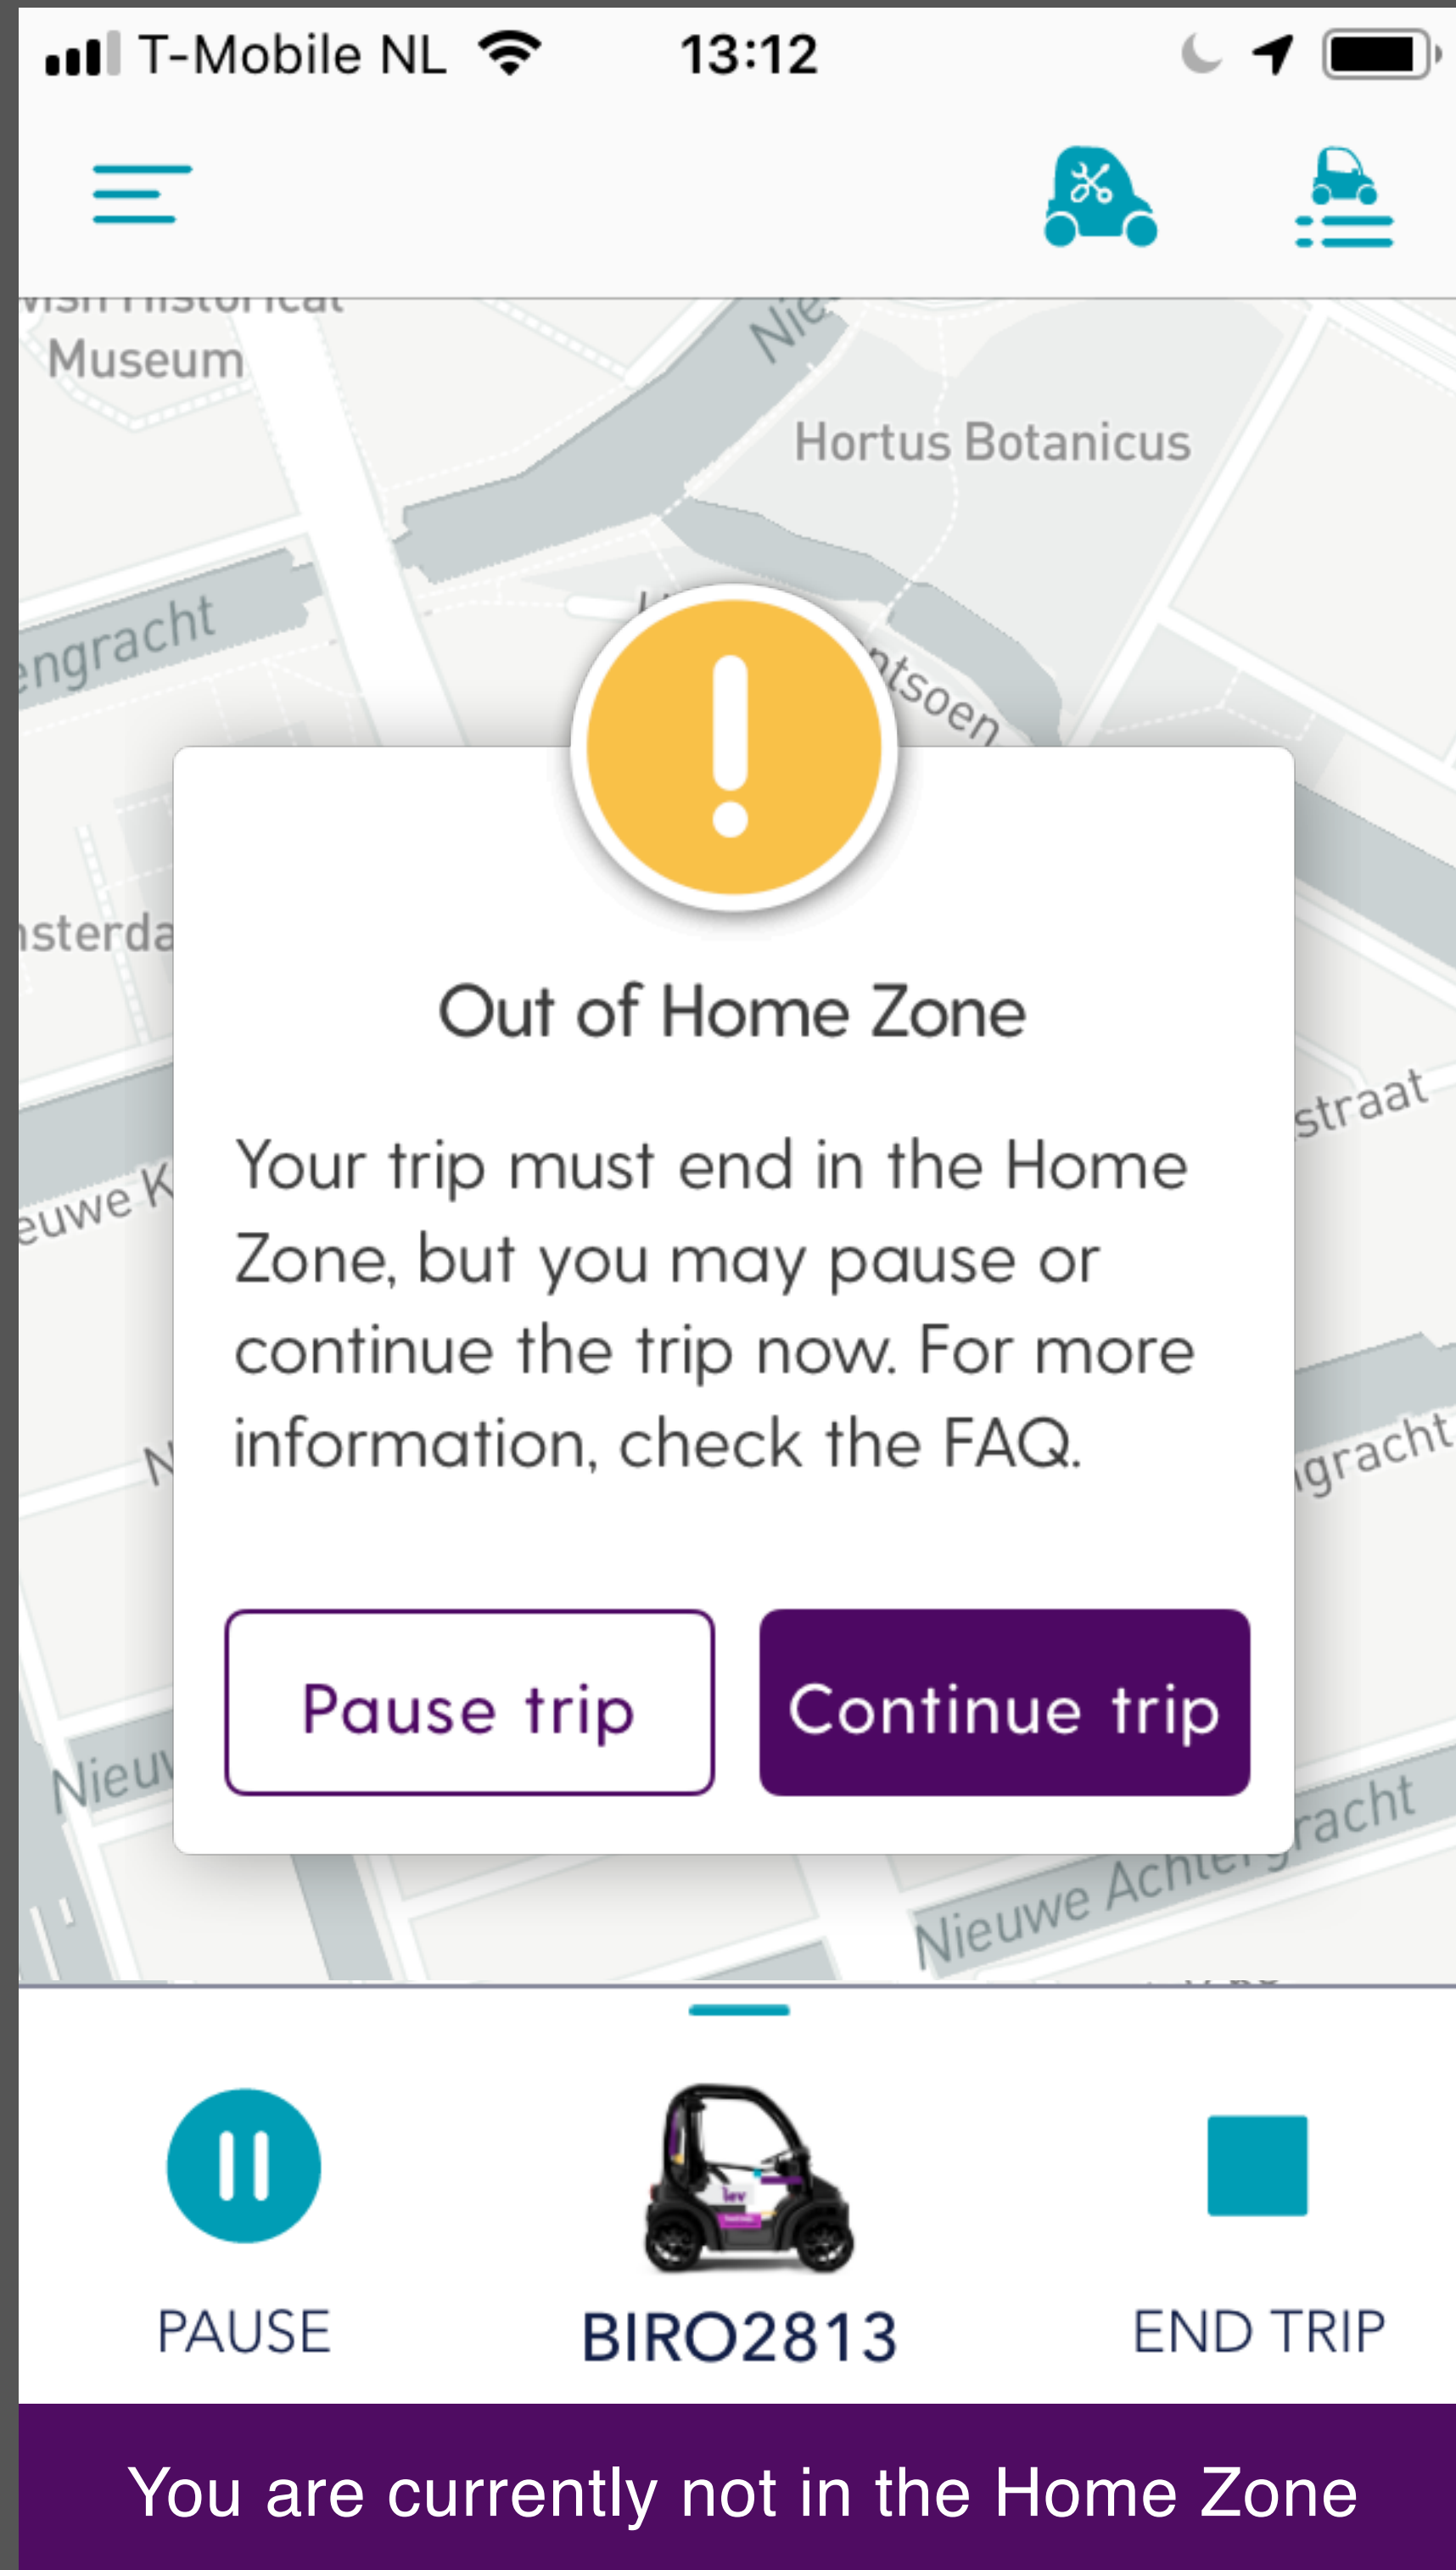 T-Mobile NL
13:12
Museum
Hortus Botanicus
Out of Home Zone
Your trip must end in the Home
Zone, but you may pause or
continue the trip now. For more
information, check the FAQ.
Pause trip
Continue trip
straat
Nieuwe Achtergracht
PAUSE
BIRO2813
END TRIP
You are currently not in the Home Zone